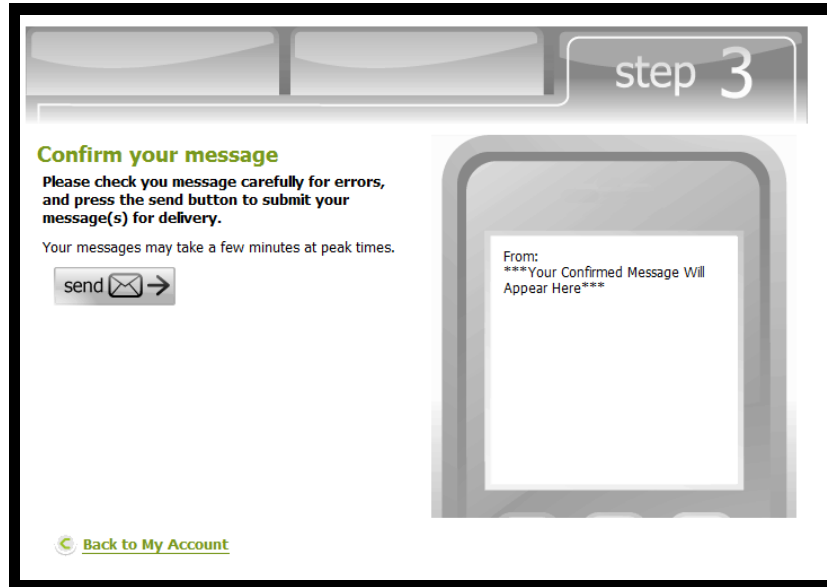 step 3
Confirm your message
Please check you message carefully for errors,
and press the send button to submit your
message(s) for delivery.
Your messages may take a few minutes at peak times.
send
From:
***Your Confirmed Message Will
Appear Here***
Back to My Account